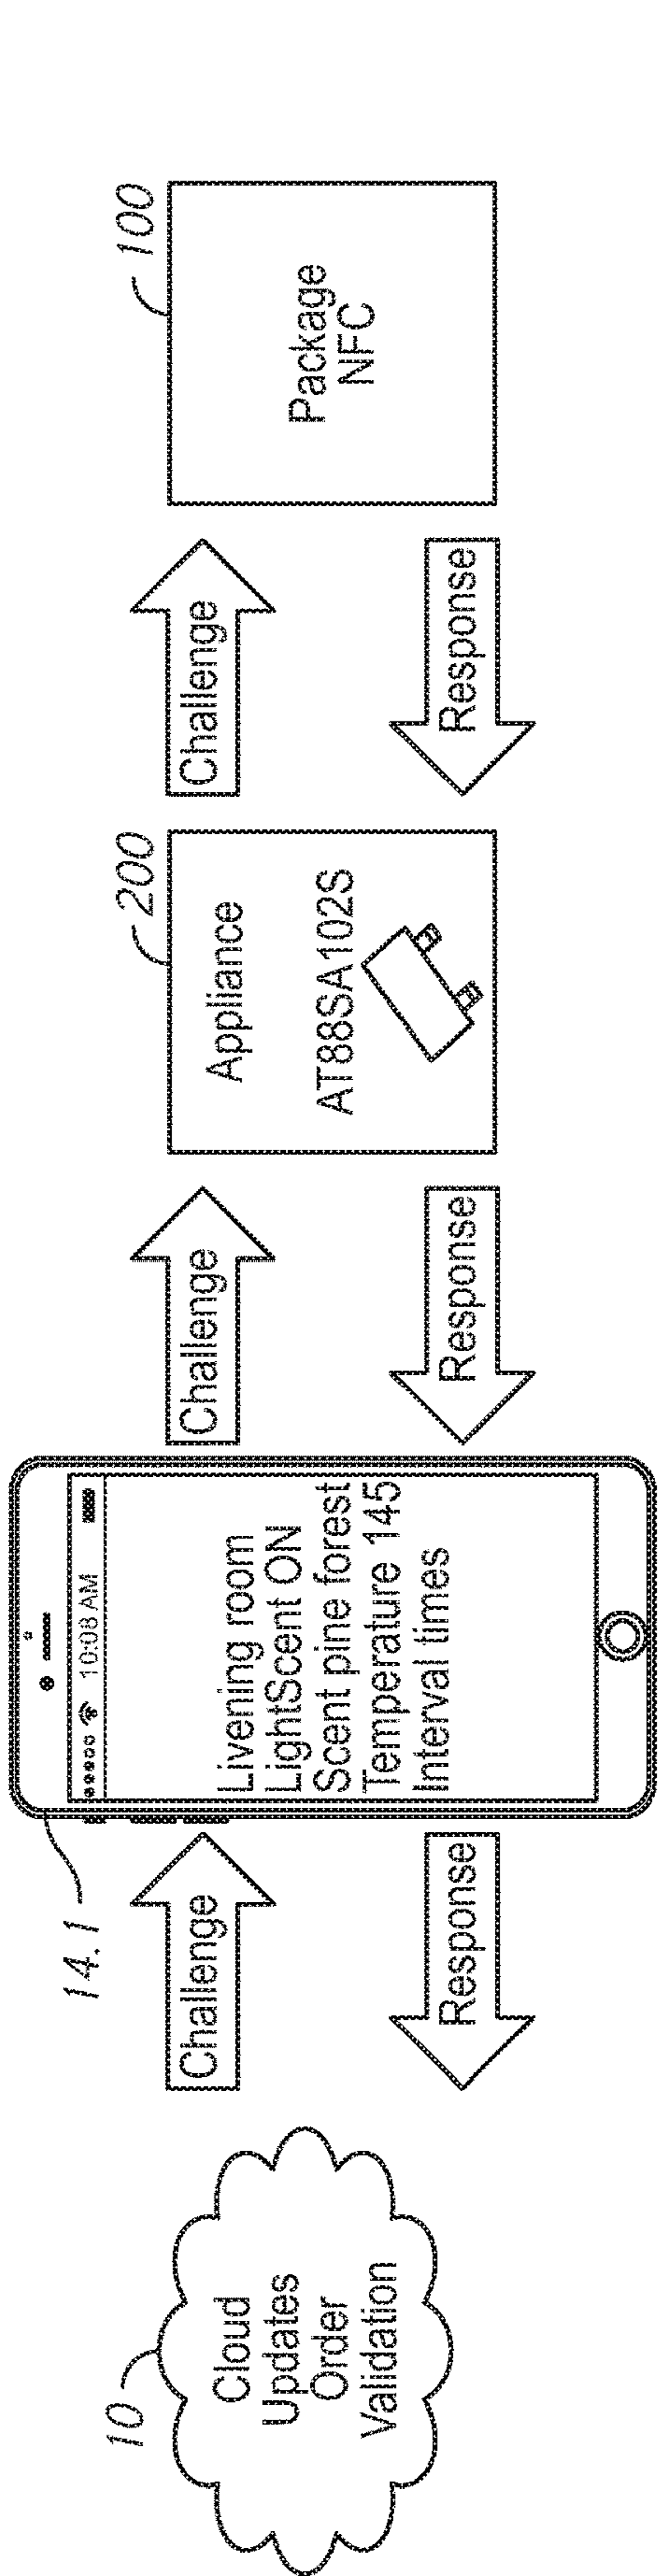 10
Cloud
Updates
Order
Validation
Challenge
Response
14.1
10:08 AM
Livening room
LightScent ON
Scent pine forest
Temperature 145
Interval times
Challenge
Response
200
Appliance
AT88SA102S
Challenge
Response
100
Package
NFC